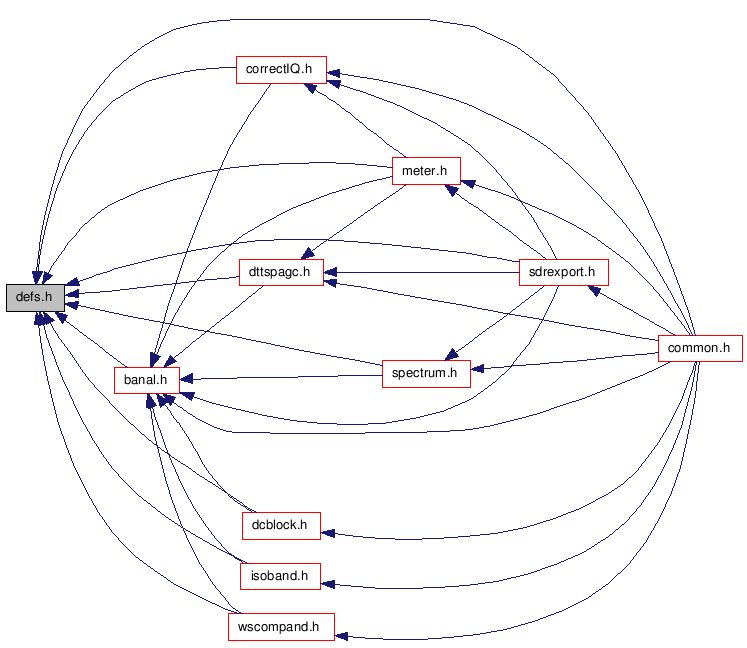 correctIQ.h
meter.h
dttspagc.h
sdrexport.h
defs.h
common.h
banal.h
spectrum.h
dcblock.h
isoband.h
wscompand.h